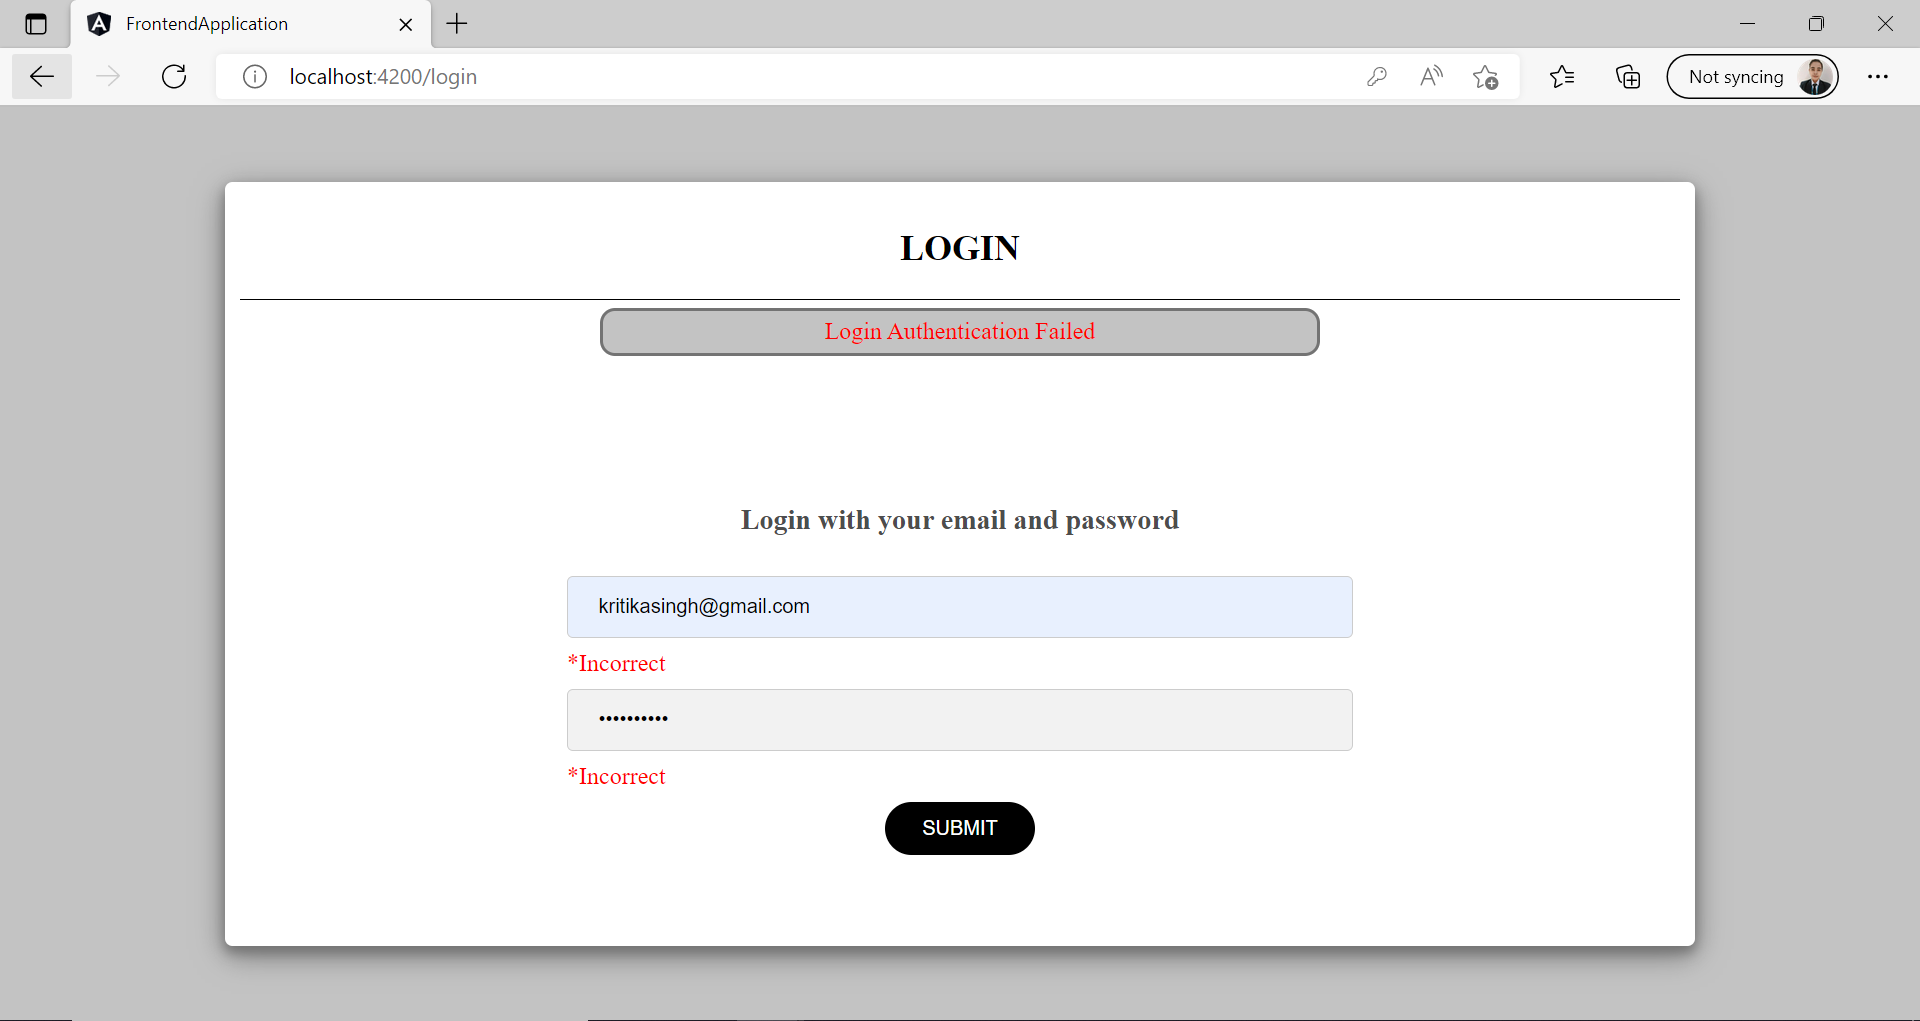 FrontendApplication
localhost:4200/login
Not syncing
LOGIN
Login Authentication Failed
Login with your email and password
kritikasingh@gmail.com
*Incorrect
••••••••••
*Incorrect
SUBMIT